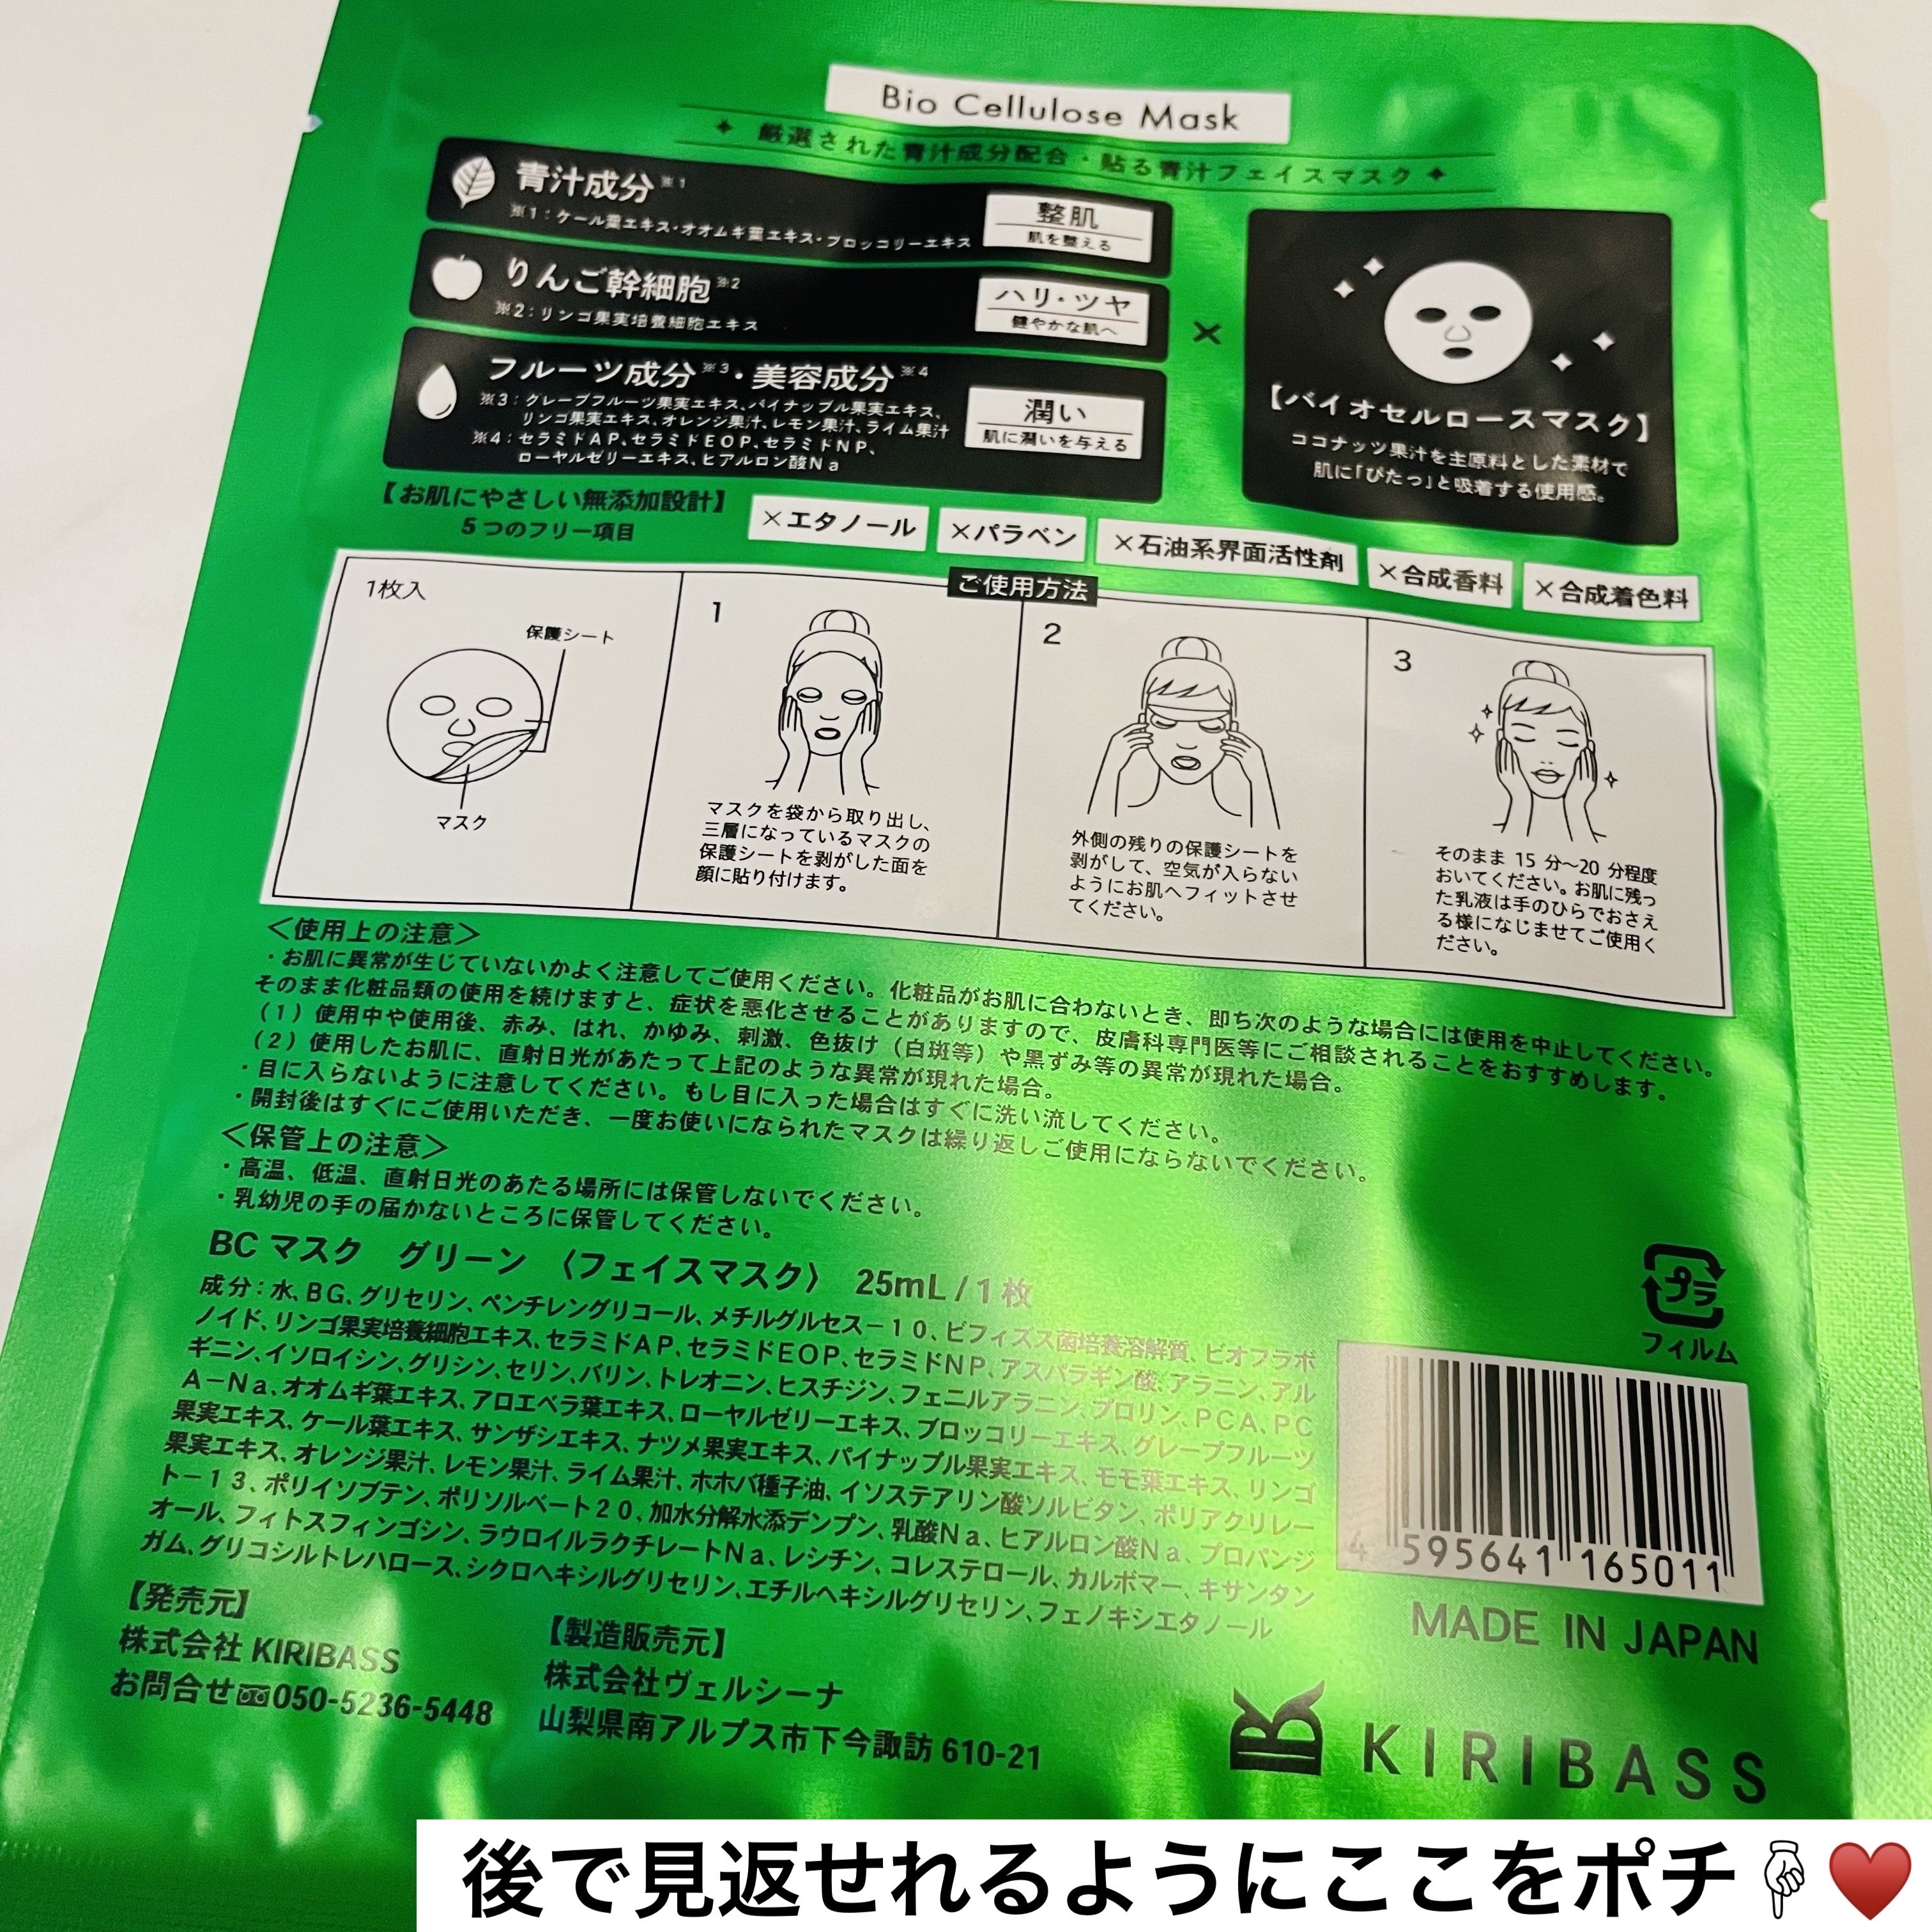 Bio Cellulose Mask
✦ 厳選された青汁成分配合・貼る青汁フェイスマスク ✦
青汁成分※1
※1：ケール葉エキス・オオムギ葉エキス・ブロッコリーエキス
整肌
肌を整える
りんご幹細胞※2
※2：リンゴ果実培養細胞エキス
ハリ・ツヤ
健やかな肌へ
フルーツ成分※3・美容成分※4
※3：グレープフルーツ果実エキス、パイナップル果実エキス、
リンゴ果実エキス、オレンジ果汁、レモン果汁、ライム果汁
※4：セラミドAP、セラミドEOP、セラミドNP、
ローヤルゼリーエキス、ヒアルロン酸Na
潤い
肌に潤いを与える
×
【バイオセルロースマスク】
ココナッツ果汁を主原料とした素材で
肌に「ぴたっ」と吸着する使用感。
【お肌にやさしい無添加設計】
5つのフリー項目
×エタノール
×パラベン
×石油系界面活性剤
×合成香料
×合成着色料
ご使用方法
1枚入
保護シート
マスク
1
マスクを袋から取り出し、
三層になっているマスクの
保護シートを剥がした面を
顔に貼り付けます。
2
外側の残りの保護シートを
剥がして、空気が入らない
ようにお肌へフィットさせ
てください。
3
そのまま 15 分～20 分程度
おいてください。お肌に残っ
た乳液は手のひらでおさえ
る様になじませてご使用く
ださい。
＜使用上の注意＞
・お肌に異常が生じていないかよく注意してご使用ください。化粧品がお肌に合わないとき、即ち次のような場合には使用を中止してください。
そのまま化粧品類の使用を続けますと、症状を悪化させることがありますので、皮膚科専門医等にご相談されることをおすすめします。
（1）使用中や使用後、赤み、はれ、かゆみ、刺激、色抜け（白斑等）や黒ずみ等の異常が現れた場合。
（2）使用したお肌に、直射日光があたって上記のような異常が現れた場合。
・目に入らないように注意してください。もし目に入った場合はすぐに洗い流してください。
・開封後はすぐにご使用いただき、一度お使いになられたマスクは繰り返しご使用にならないでください。
＜保管上の注意＞
・高温、低温、直射日光のあたる場所には保管しないでください。
・乳幼児の手の届かないところに保管してください。
BC マスク グリーン 〈フェイスマスク〉 25mL / 1 枚
成分：水、BG、グリセリン、ペンチレングリコール、メチルグルセス－10、ビフィズス菌培養溶解質、ビオフラボ
ノイド、リンゴ果実培養細胞エキス、セラミドAP、セラミドEOP、セラミドNP、アスパラギン酸、アラニン、アル
ギニン、イソロイシン、グリシン、セリン、バリン、トレオニン、ヒスチジン、フェニルアラニン、プロリン、PCA、PC
A－Na、オオムギ葉エキス、アロエベラ葉エキス、ローヤルゼリーエキス、ブロッコリーエキス、グレープフルーツ
果実エキス、ケール葉エキス、サンザシエキス、ナツメ果実エキス、パイナップル果実エキス、モモ葉エキス、リンゴ
果実エキス、オレンジ果汁、レモン果汁、ライム果汁、ホホバ種子油、イソステアリン酸ソルビタン、ポリアクリレー
ト－13、ポリイソブテン、ポリソルベート20、加水分解水添デンプン、乳酸Na、ヒアルロン酸Na、プロパンジ
オール、フィトスフィンゴシン、ラウロイルラクチレートNa、レシチン、コレステロール、カルボマー、キサンタン
ガム、グリコシルトレハロース、シクロヘキシルグリセリン、エチルヘキシルグリセリン、フェノキシエタノール
プラ
フィルム
4 595641 165011
MADE IN JAPAN
【発売元】
株式会社 KIRIBASS
お問合せ☎050-5236-5448
【製造販売元】
株式会社ヴェルシーナ
山梨県南アルプス市下今諏訪 610-21
KIRIBASS
後で見返せれるようにここをポチ👇♥